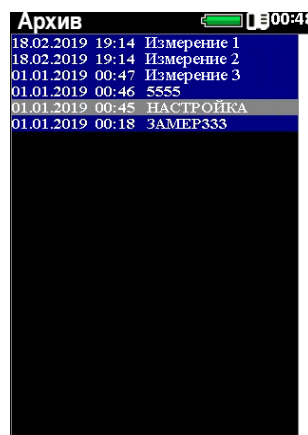 Архив 00:48
18.02.2019 19:14 Измерение 1
18.02.2019 19:14 Измерение 2
01.01.2019 00:47 Измерение 3
01.01.2019 00:46 5555
01.01.2019 00:45 НАСТРОЙКА
01.01.2019 00:18 ЗАМЕР333